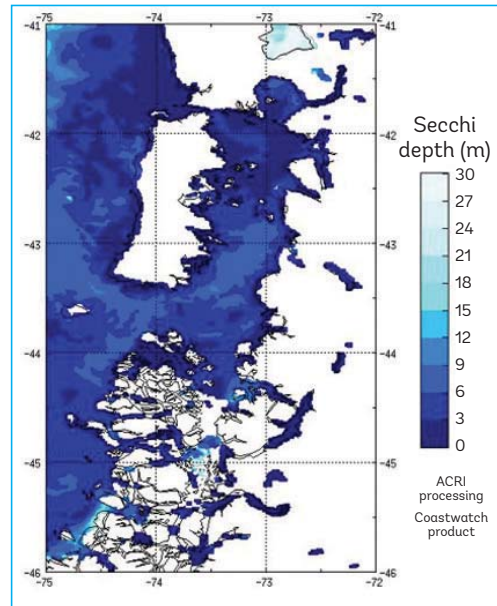 -75 -74 -73 -72
-41 -41
-42 -42
-43 -43
-44 -44
-45 -45
-46 -46
-75 -74 -73 -72
Secchi
depth (m)
30
27
24
21
18
15
12
9
6
3
0
ACRI
processing
Coastwatch
product